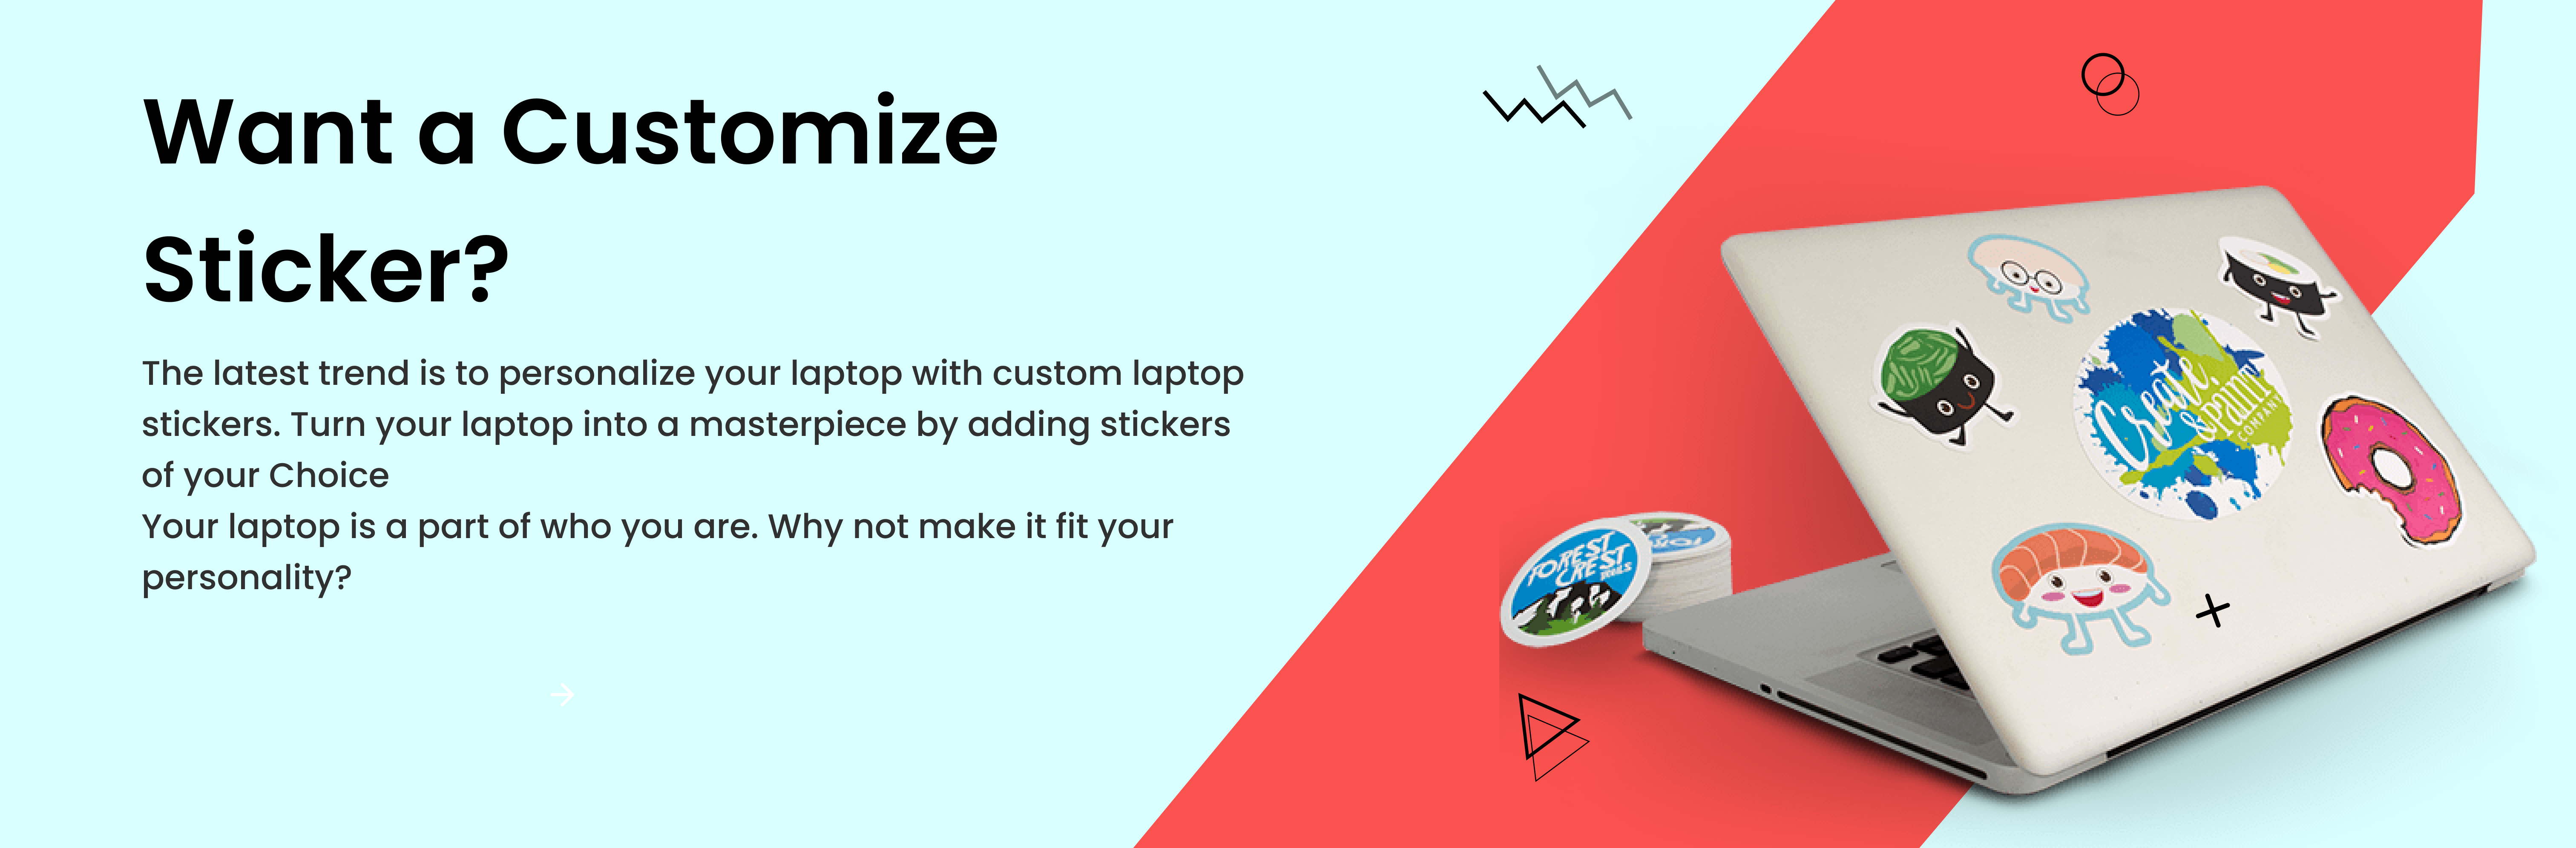 Want a Customize
Sticker?
The latest trend is to personalize your laptop with custom laptop
stickers. Turn your laptop into a masterpiece by adding stickers
of your Choice
Your laptop is a part of who you are. Why not make it fit your
personality?
Create
& Paint
COMPANY
FOREST
CREST